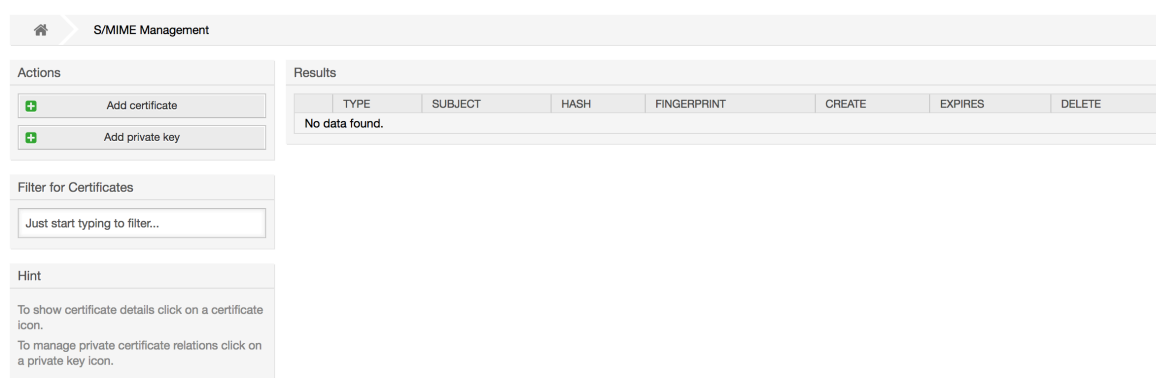 S/MIME Management
Actions
Add certificate
Add private key
Filter for Certificates
Just start typing to filter...
Hint
To show certificate details click on a certificate
icon.
To manage private certificate relations click on
a private key icon.
Results
TYPE SUBJECT HASH FINGERPRINT CREATE EXPIRES DELETE
No data found.